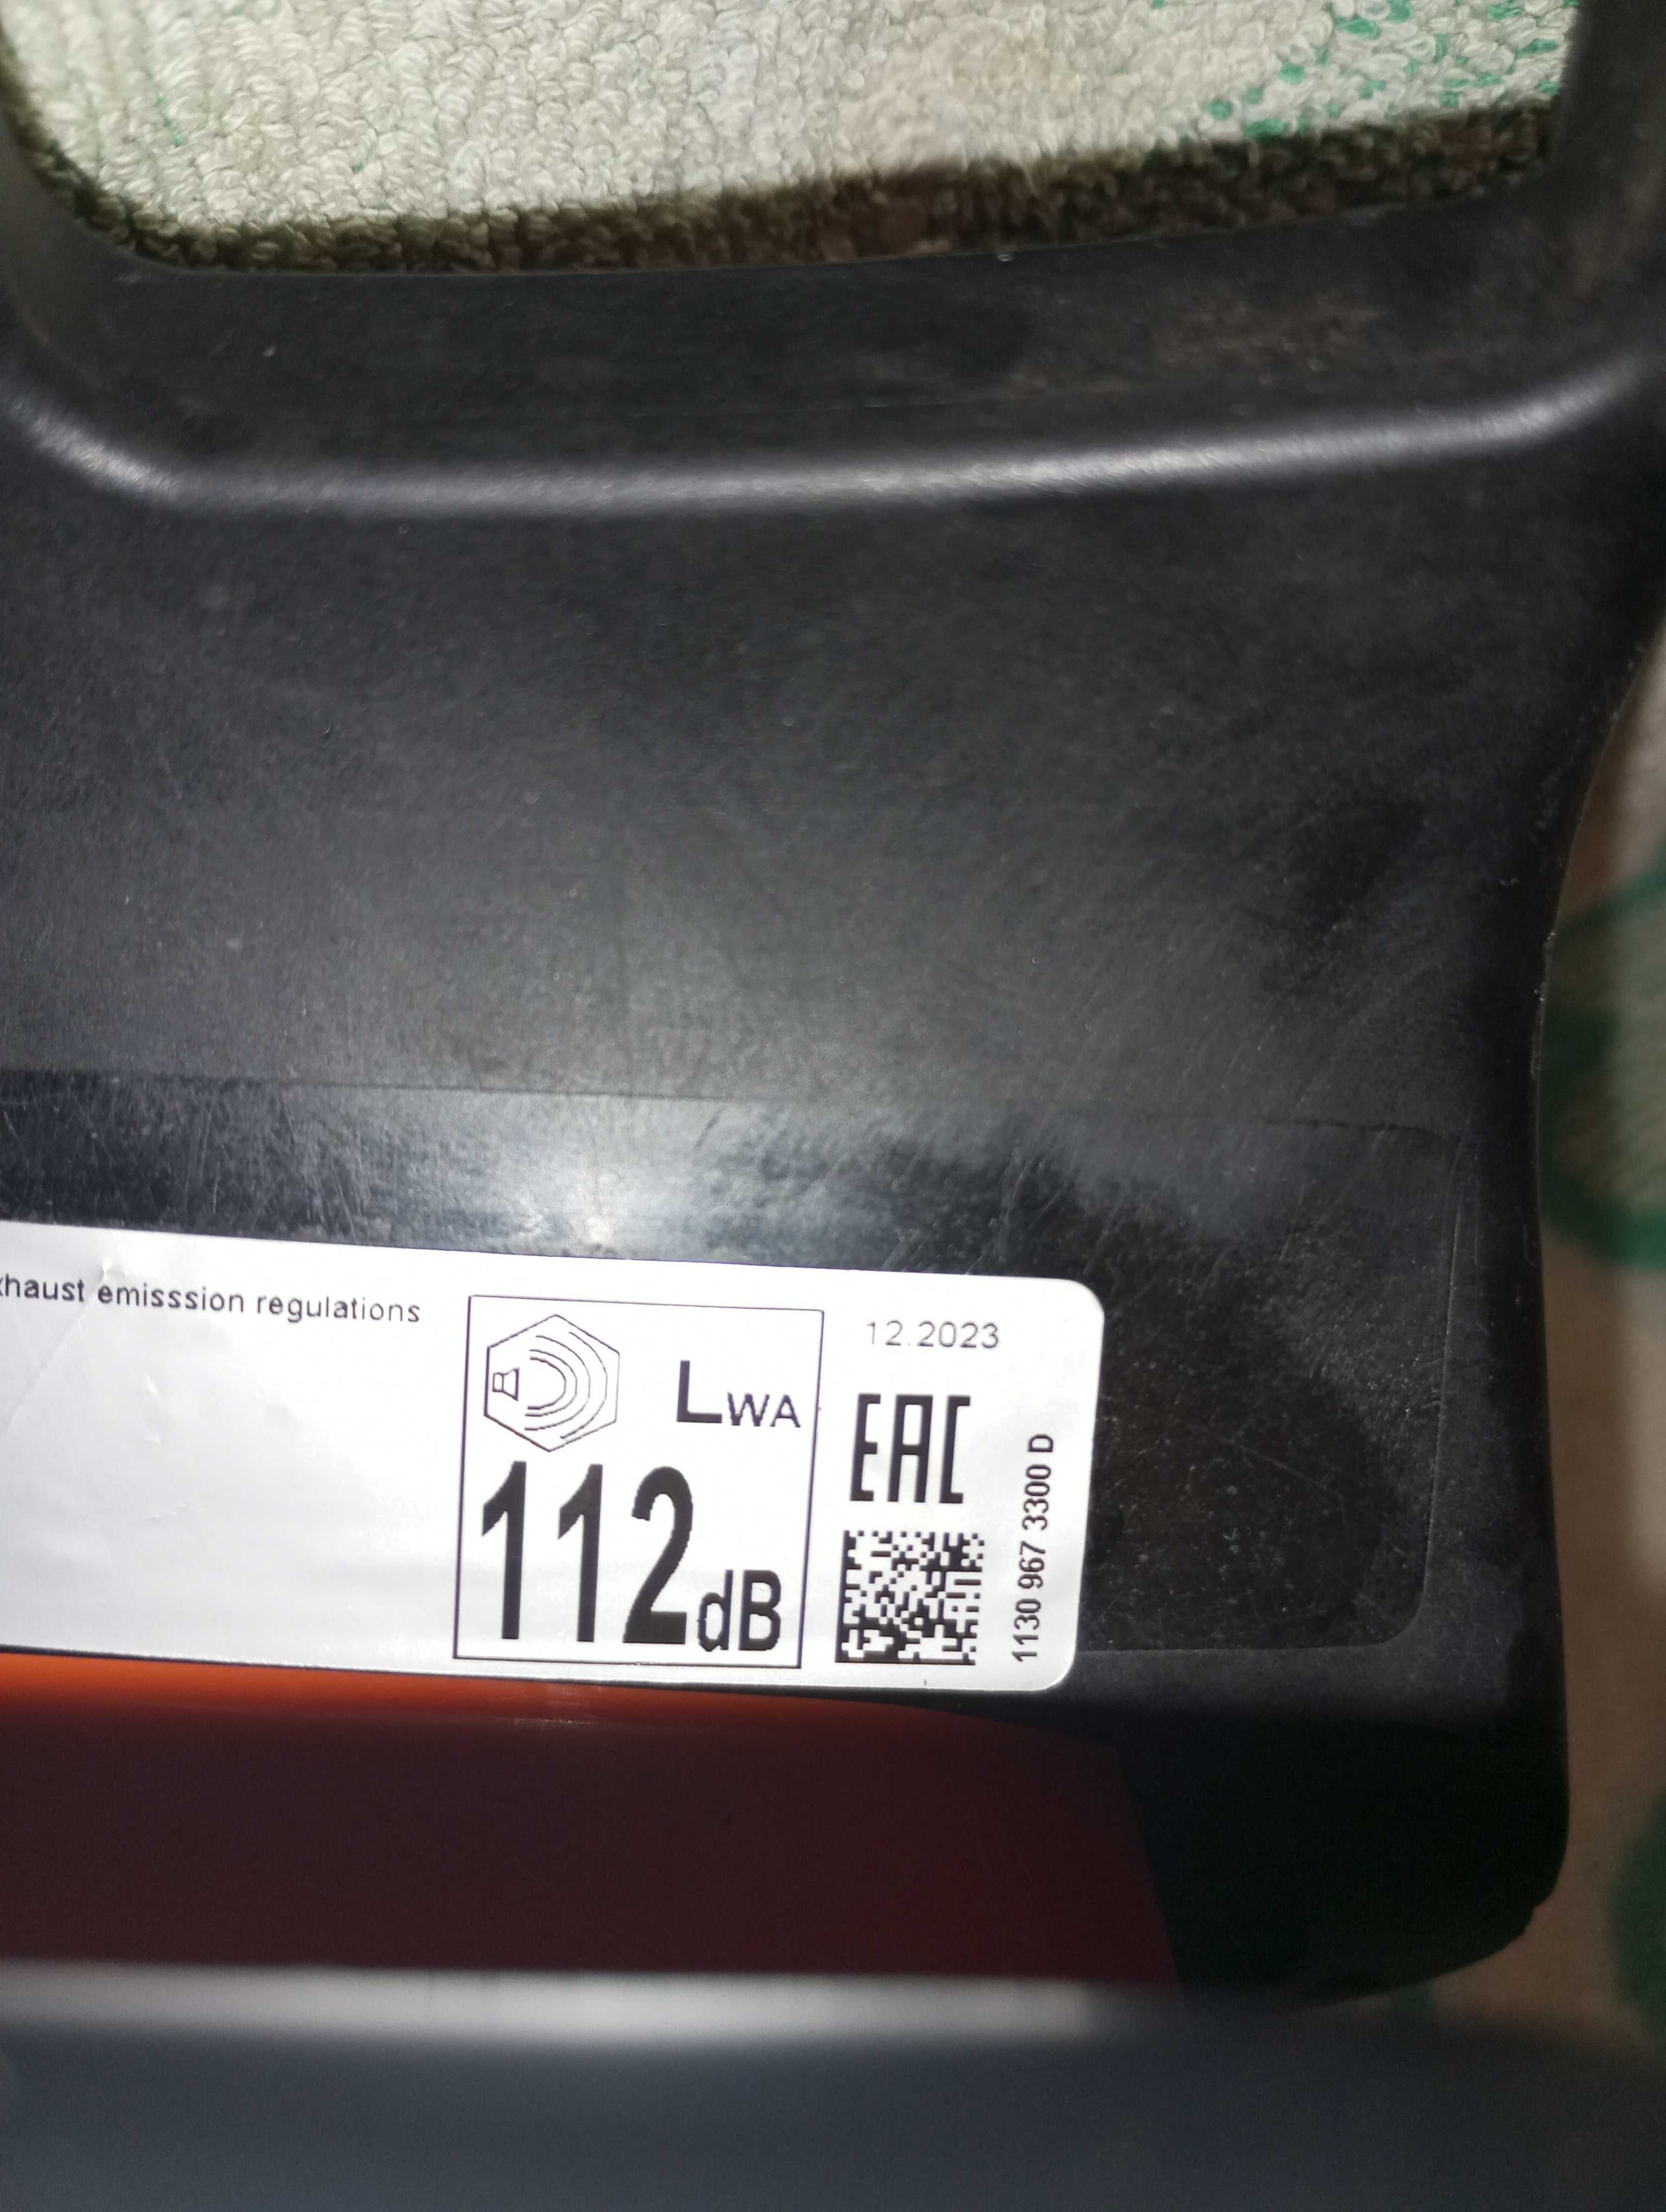 xhaust emisssion regulations
LWA
112dB
12.2023
EAC
1130 967 3300 D